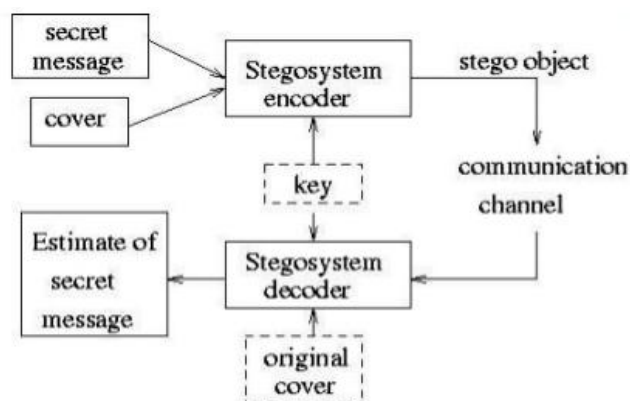 secret
message
cover
Stegosystem
encoder
stego object
communication
channel
key
Stegosystem
decoder
Estimate of
secret
message
original
cover